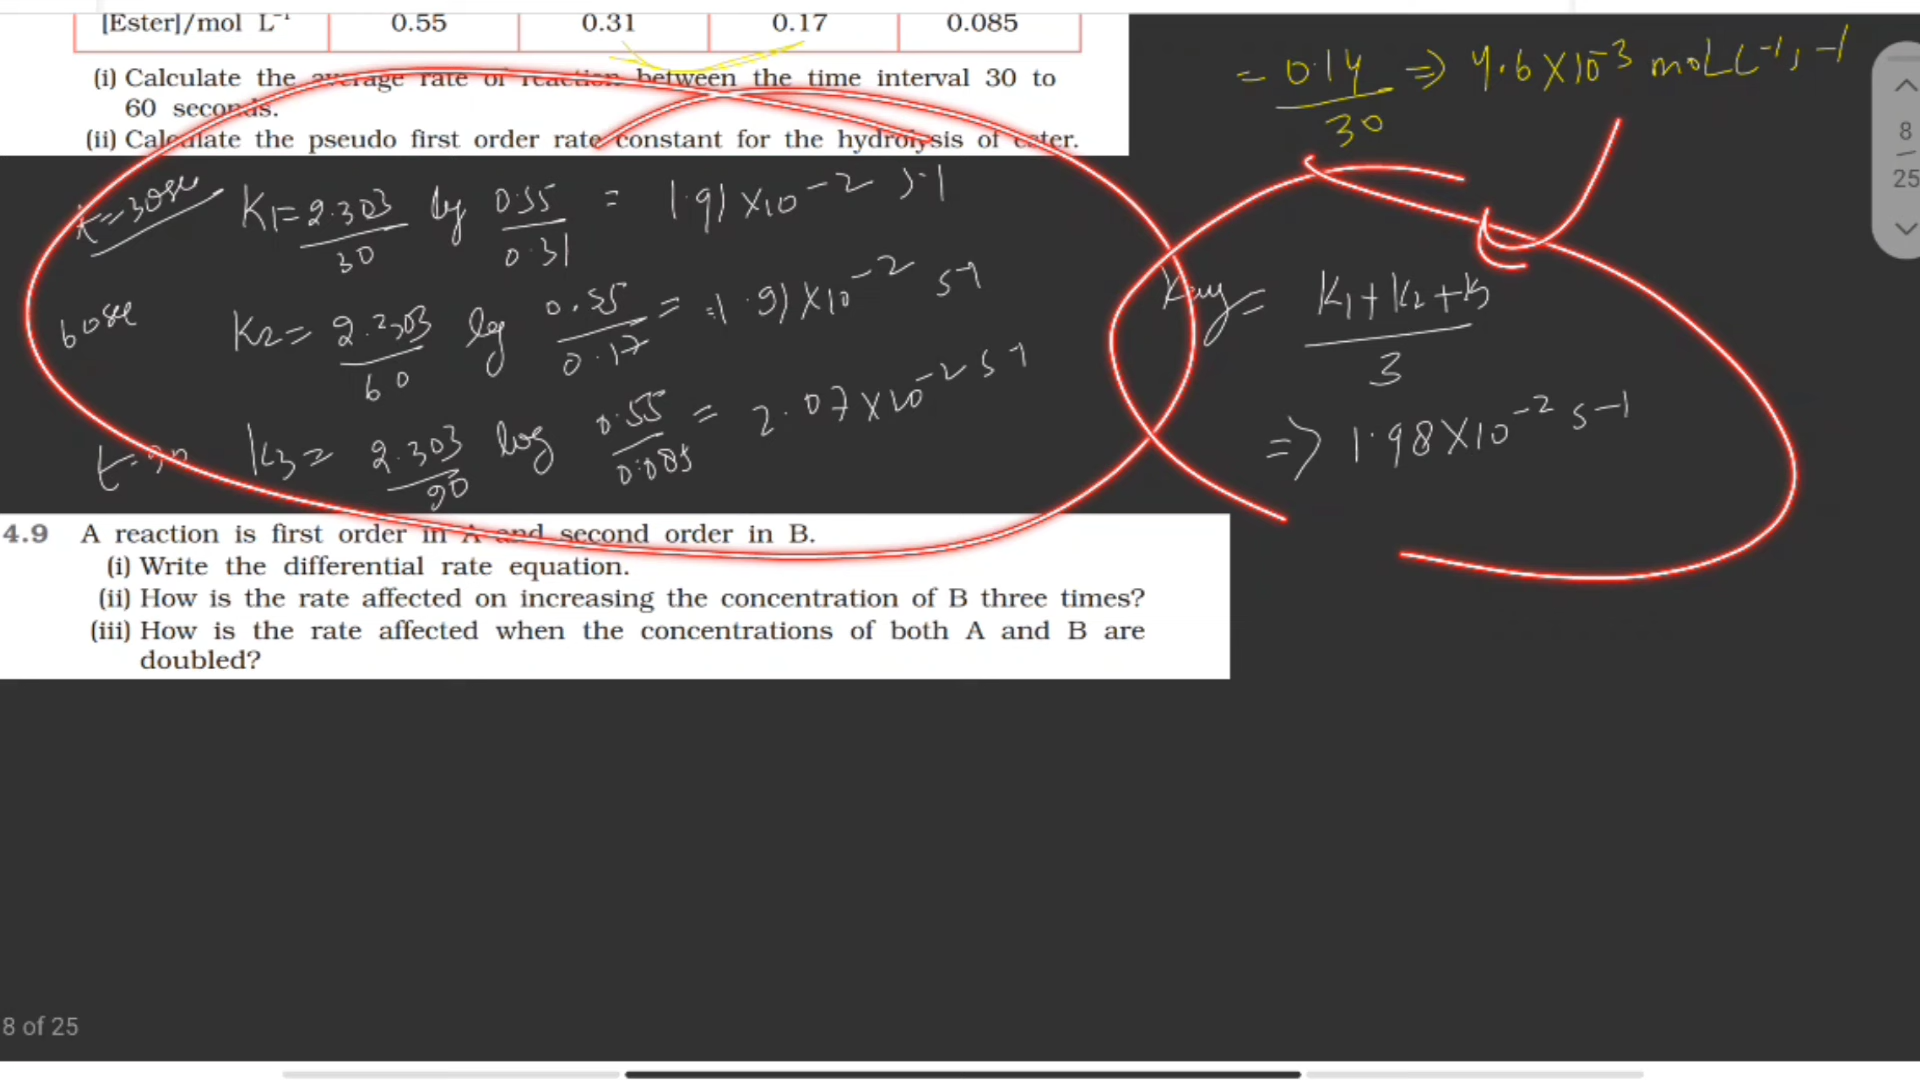 [Ester]/mol L⁻¹ 0.55 0.31 0.17 0.085
(i) Calculate the average rate of reaction between the time interval 30 to
60 seconds.
(ii) Calculate the pseudo first order rate constant for the hydrolysis of ester.
= 0.14/30 ⇒ 4.6 X 10⁻³ mol L⁻¹ s⁻¹
t=30sec K1 = 2.303/30 log 0.55/0.31 = 1.91 X10⁻² s-1
60sec K2 = 2.303/60 log 0.55/0.17 = 1.91 X10⁻² s-1
t=90 K3 = 2.303/90 log 0.55/0.085 = 2.07 X 10⁻² s-1
Kav = K1+K2+K3/3
⇒ 1.98X10⁻² s-1
4.9 A reaction is first order in A and second order in B.
(i) Write the differential rate equation.
(ii) How is the rate affected on increasing the concentration of B three times?
(iii) How is the rate affected when the concentrations of both A and B are
doubled?
8
25
8 of 25